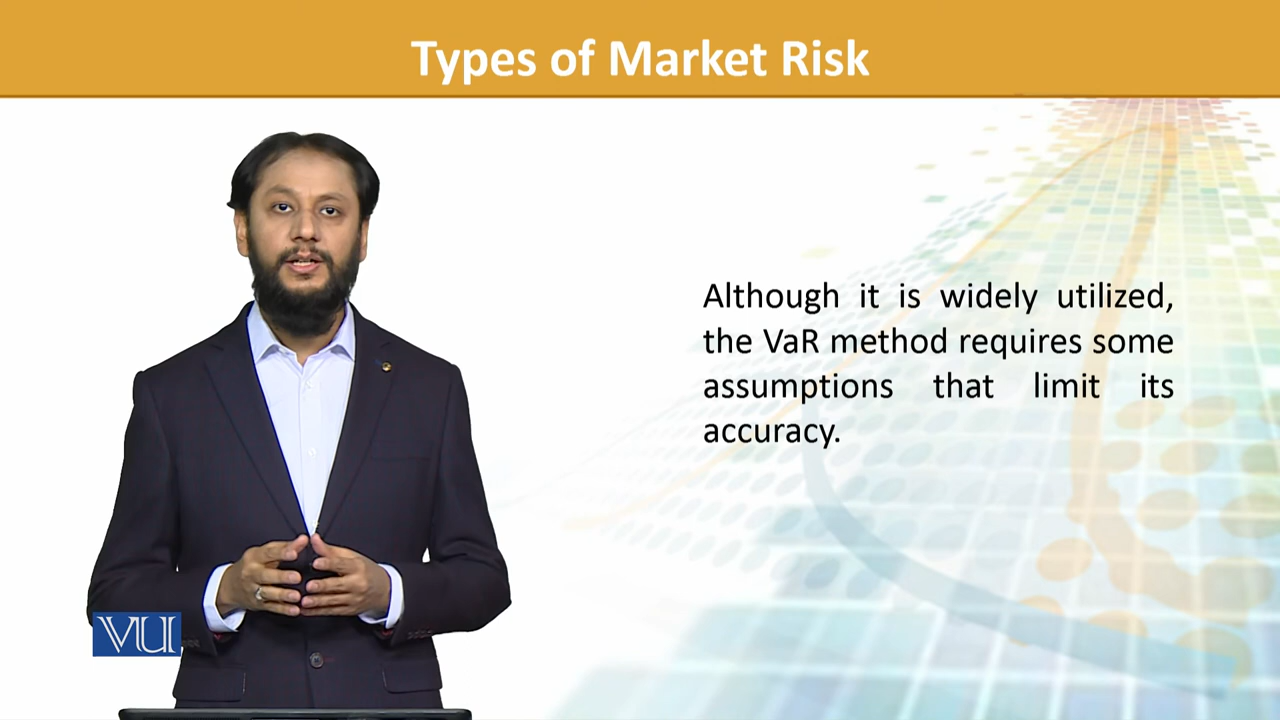 Types of Market Risk
Although it is widely utilized,
the VaR method requires some
assumptions that limit its
accuracy.
VU